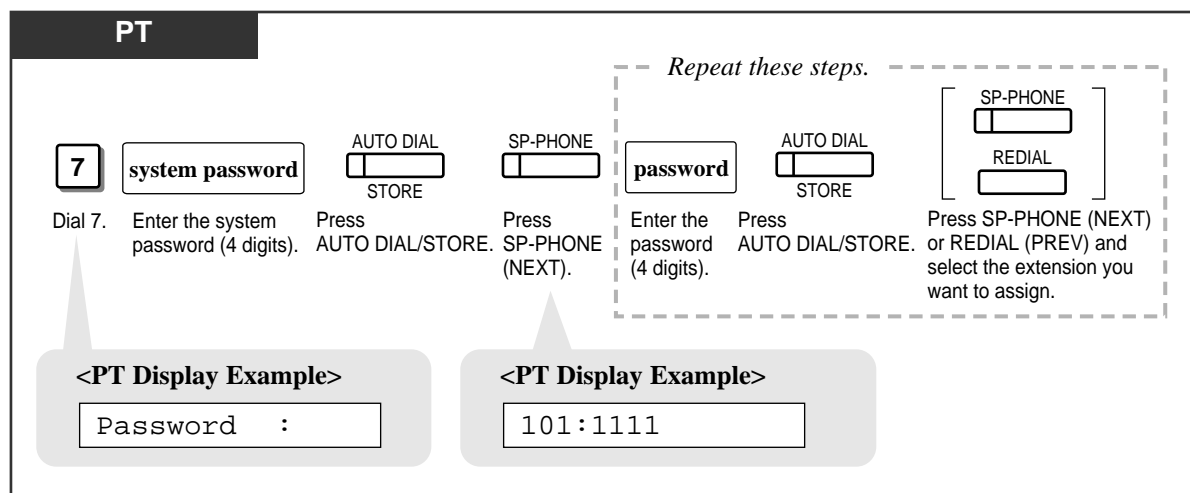 PT
Repeat these steps.
SP-PHONE
AUTO DIAL
SP-PHONE
AUTO DIAL
REDIAL
7
system password
password
STORE
STORE
Dial 7.
Enter the system
password (4 digits).
Press
AUTO DIAL/STORE.
Press
SP-PHONE
(NEXT).
Enter the
password
(4 digits).
Press
AUTO DIAL/STORE.
Press SP-PHONE (NEXT)
or REDIAL (PREV) and
select the extension you
want to assign.
<PT Display Example>
Password :
<PT Display Example>
101:1111